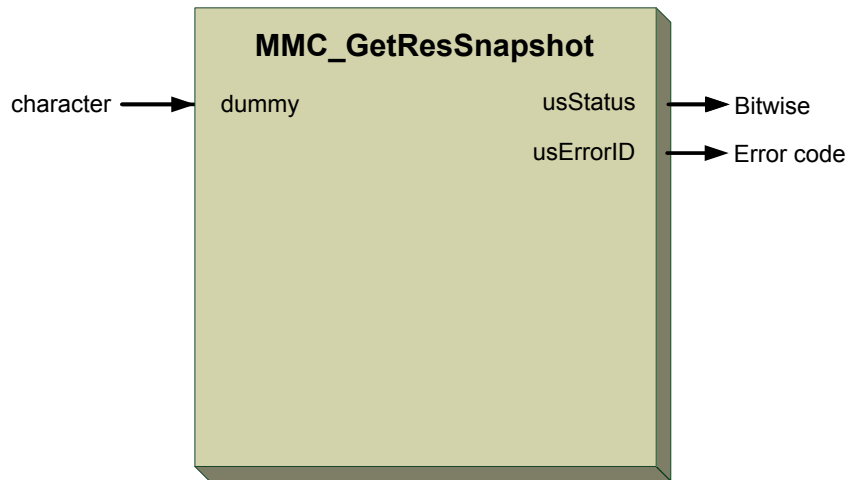 MMC_GetResSnapshot
character dummy usStatus Bitwise
usErrorID Error code